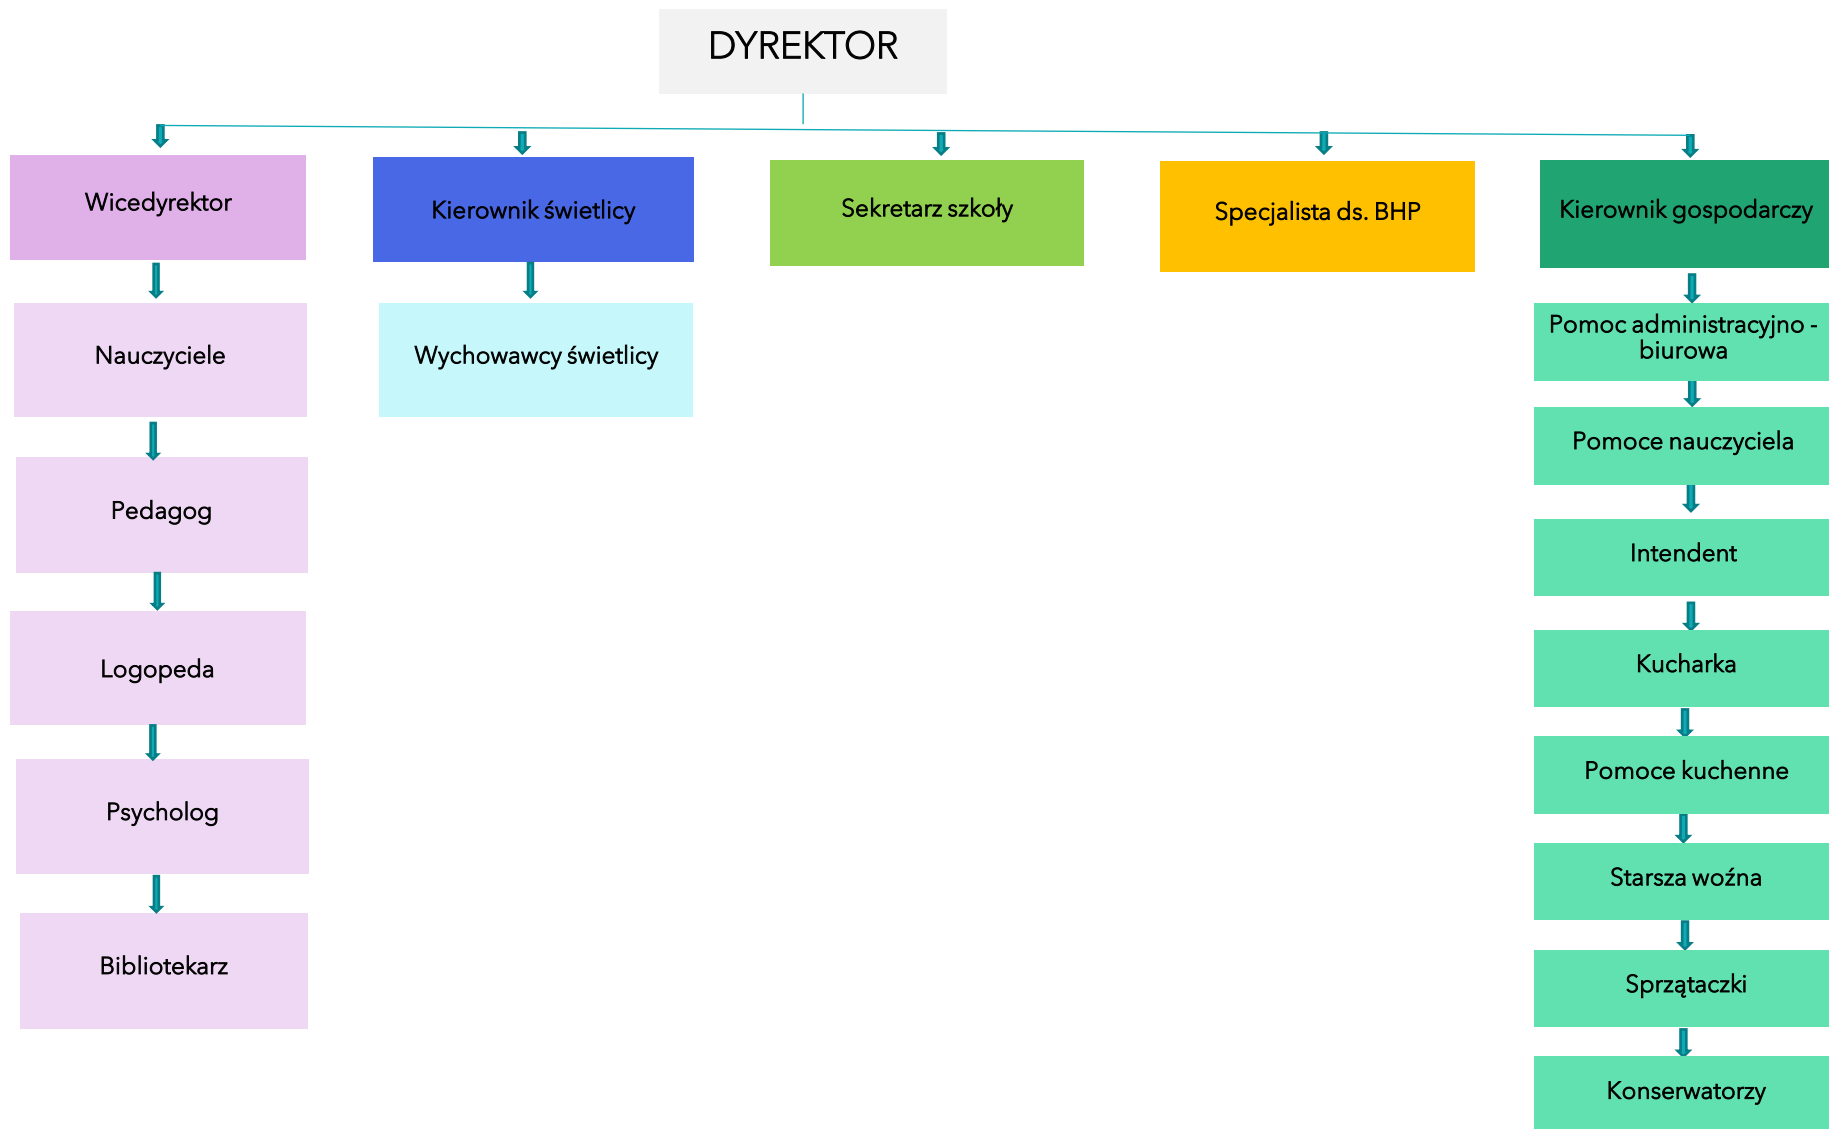 DYREKTOR
Wicedyrektor
Kierownik świetlicy
Sekretarz szkoły
Specjalista ds. BHP
Kierownik gospodarczy
Nauczyciele
Pedagog
Logopeda
Psycholog
Bibliotekarz
Wychowawcy świetlicy
Pomoc administracyjno -
biurowa
Pomoce nauczyciela
Intendent
Kucharka
Pomoce kuchenne
Starsza woźna
Sprzątaczki
Konserwatorzy